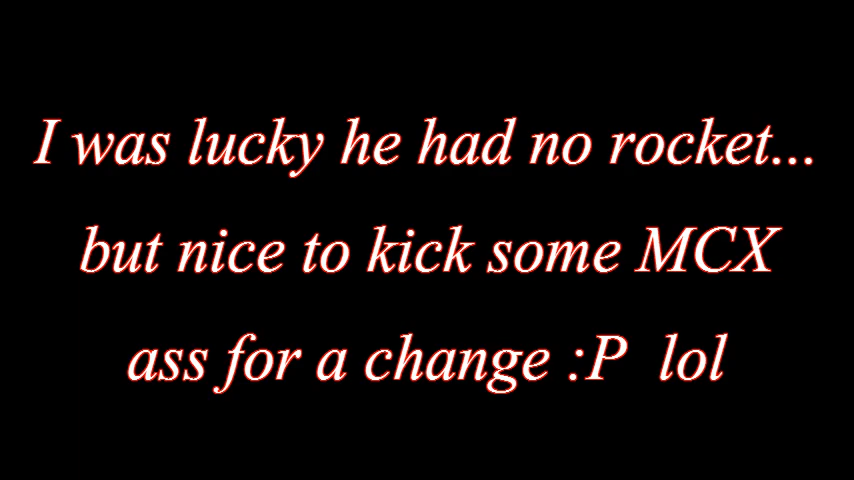 I was lucky he had no rocket...
but nice to kick some MCX
ass for a change :P  lol